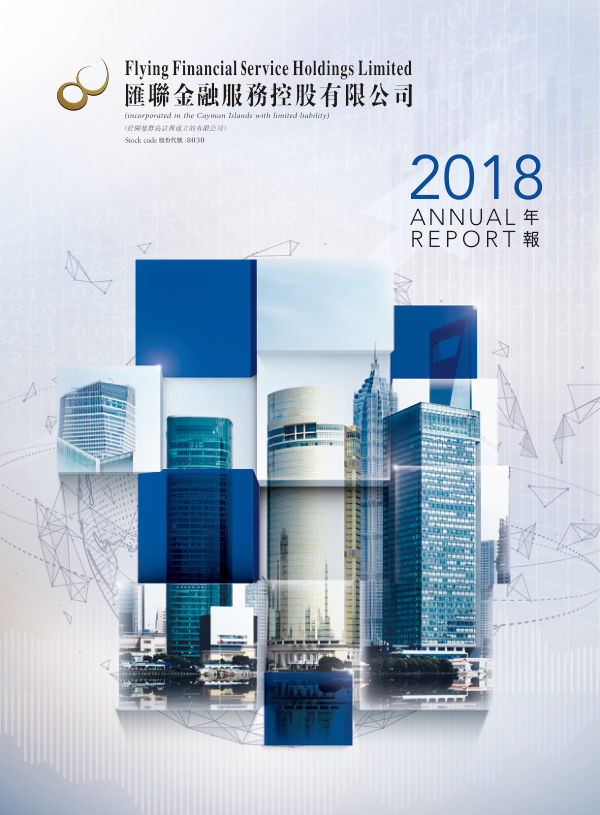 Flying Financial Service Holdings Limited
匯聯金融服務控股有限公司
(incorporated in the Cayman Islands with limited liability)
(於開曼群島註冊成立的有限公司)
Stock code 股份代號 :8030
2018
ANNUAL 年
REPORT 報